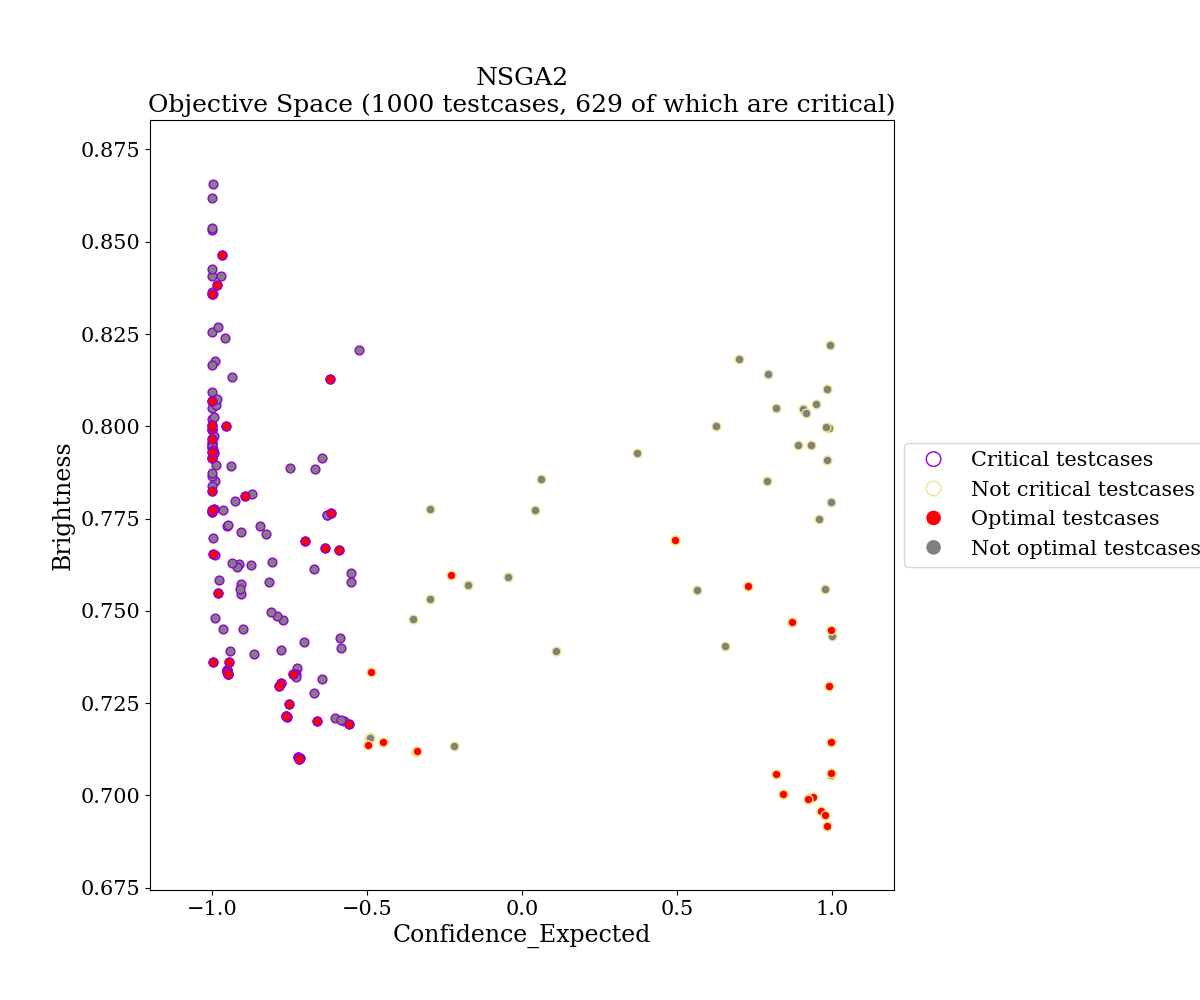 NSGA2
Objective Space (1000 testcases, 629 of which are critical)
0.875
0.850
0.825
0.800
0.775
0.750
0.725
0.700
0.675
Brightness
−1.0
−0.5
0.0
0.5
1.0
Confidence_Expected
Critical testcases
Not critical testcases
Optimal testcases
Not optimal testcases